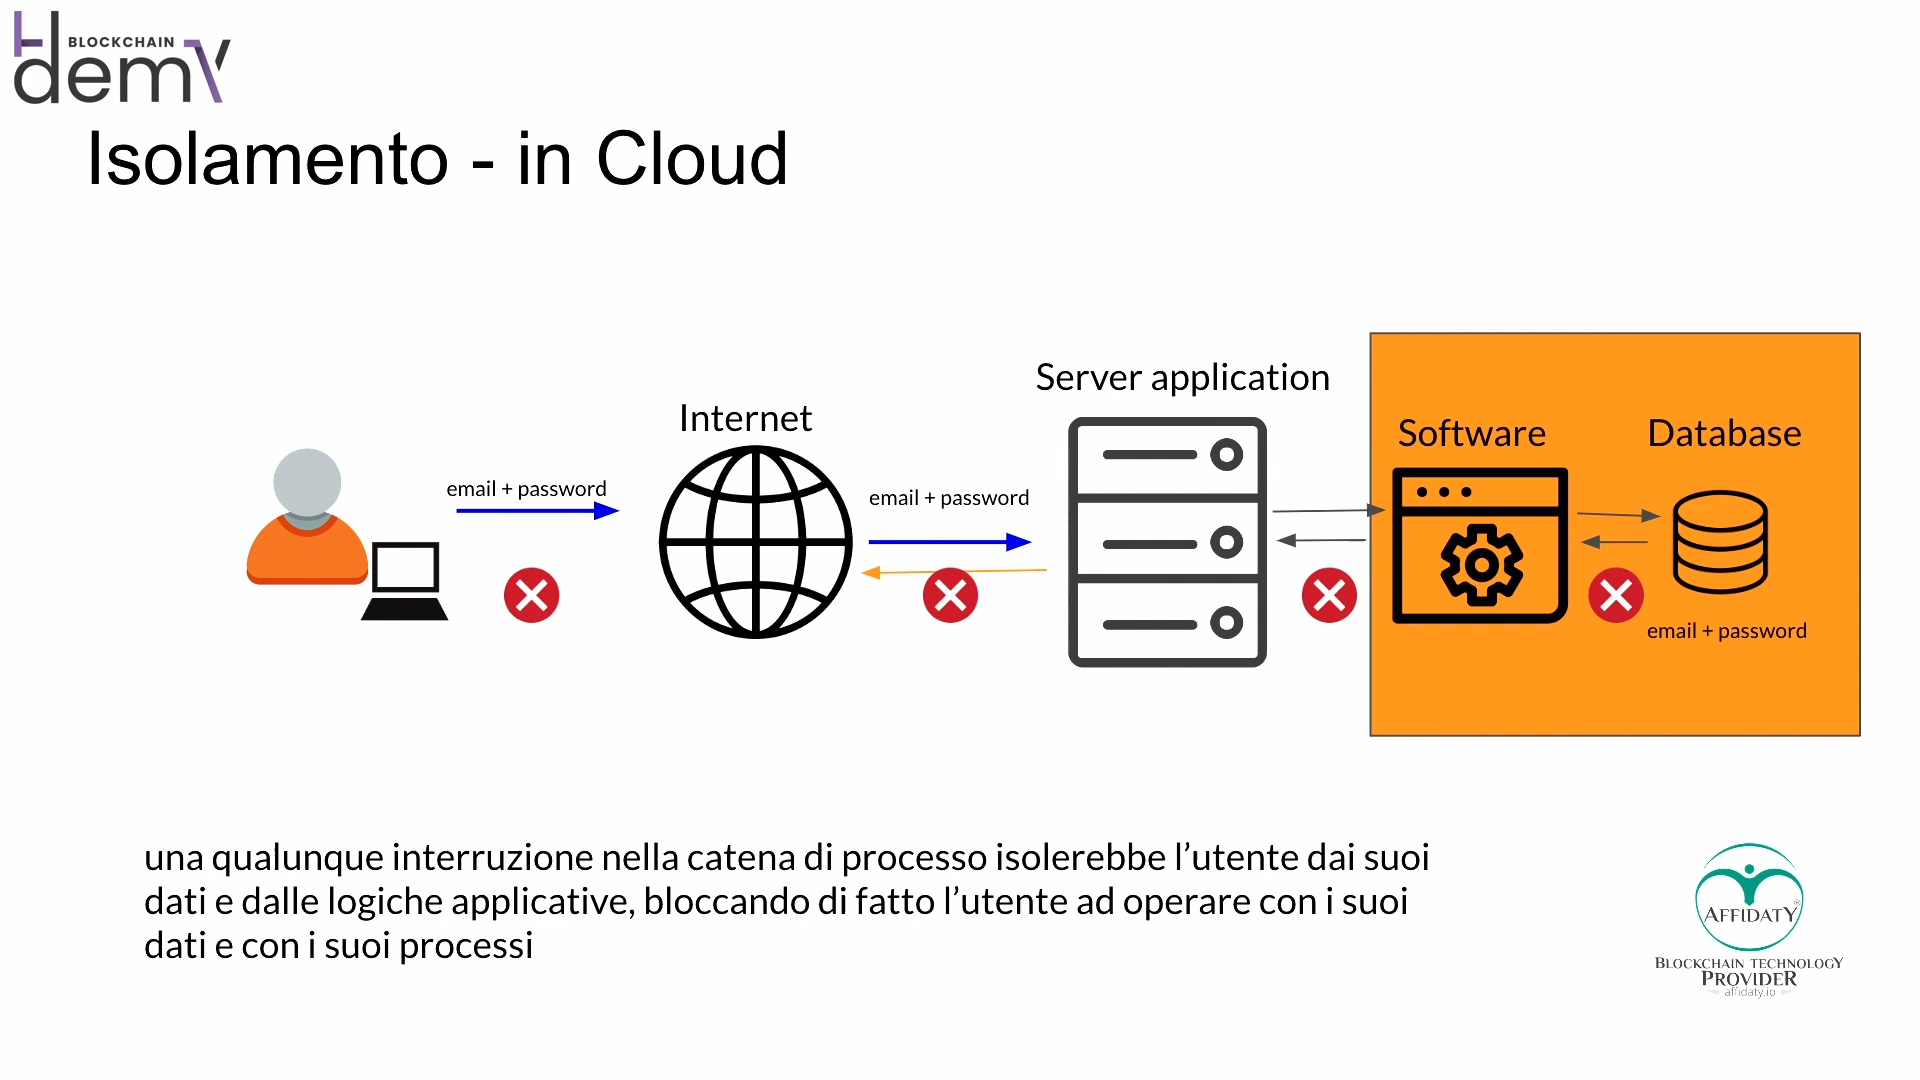 BLOCKCHAIN
demy
Isolamento - in Cloud
Server application
Internet
Software
Database
email + password
email + password
email + password
una qualunque interruzione nella catena di processo isolerebbe l’utente dai suoi
dati e dalle logiche applicative, bloccando di fatto l’utente ad operare con i suoi
dati e con i suoi processi
AFFIDATY®
BLOCKCHAIN TECHNOLOGY
PROVIDER
affidaty.io